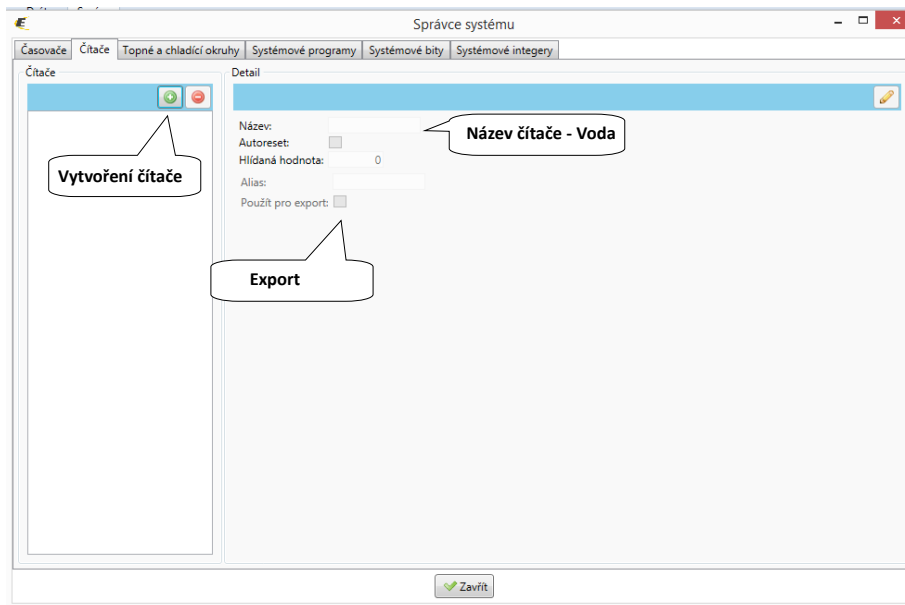 Správce systému
Časovače Čítače Topné a chladící okruhy Systémové programy Systémové bity Systémové integery
Čítače
Detail
Název:
Název čítače - Voda
Autoreset:
Hlídaná hodnota: 0
Vytvoření čítače
Alias:
Použít pro export:
Export
Zavřít